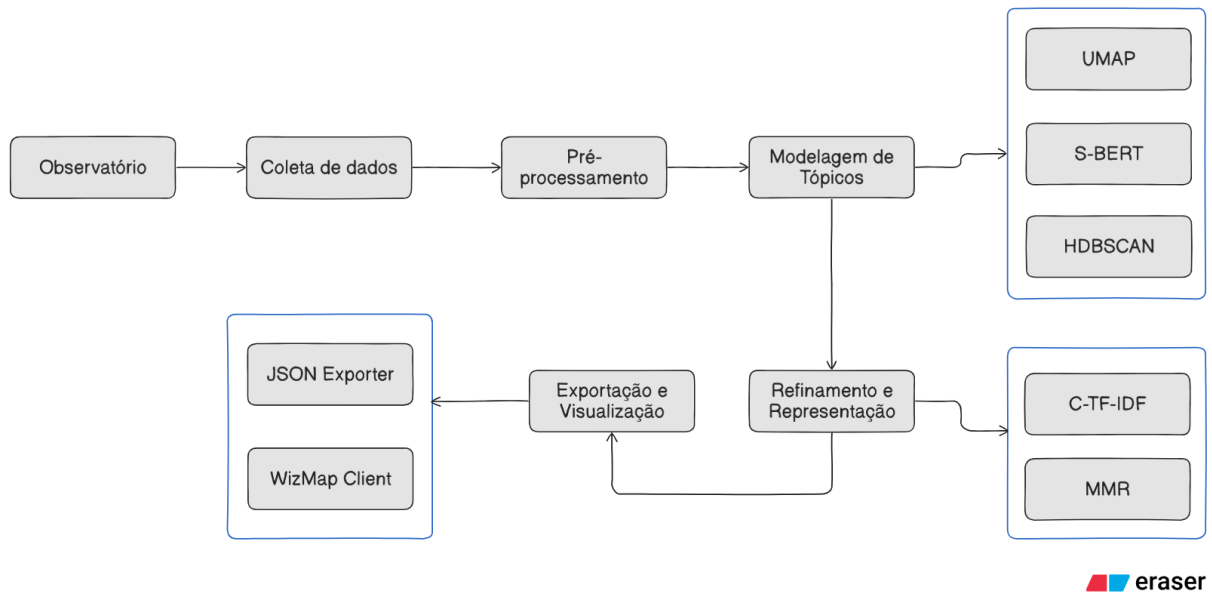 Observatório
Coleta de dados
Pré-
processamento
Modelagem de
Tópicos
UMAP
S-BERT
HDBSCAN
JSON Exporter
WizMap Client
Exportação e
Visualização
Refinamento e
Representação
C-TF-IDF
MMR
eraser